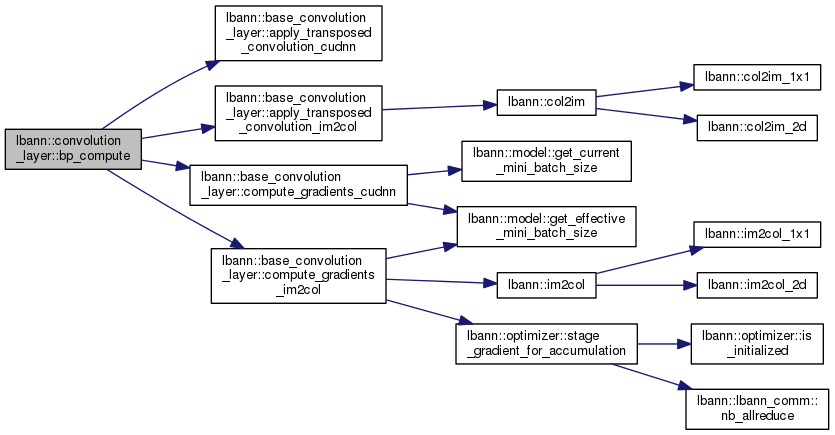 lbann::convolution
_layer::bp_compute
lbann::base_convolution
_layer::apply_transposed
_convolution_cudnn
lbann::base_convolution
_layer::apply_transposed
_convolution_im2col
lbann::base_convolution
_layer::compute_gradients_cudnn
lbann::base_convolution
_layer::compute_gradients
_im2col
lbann::col2im
lbann::model::get_current
_mini_batch_size
lbann::model::get_effective
_mini_batch_size
lbann::im2col
lbann::optimizer::stage
_gradient_for_accumulation
lbann::col2im_1x1
lbann::col2im_2d
lbann::im2col_1x1
lbann::im2col_2d
lbann::optimizer::is
_initialized
lbann::lbann_comm::
nb_allreduce